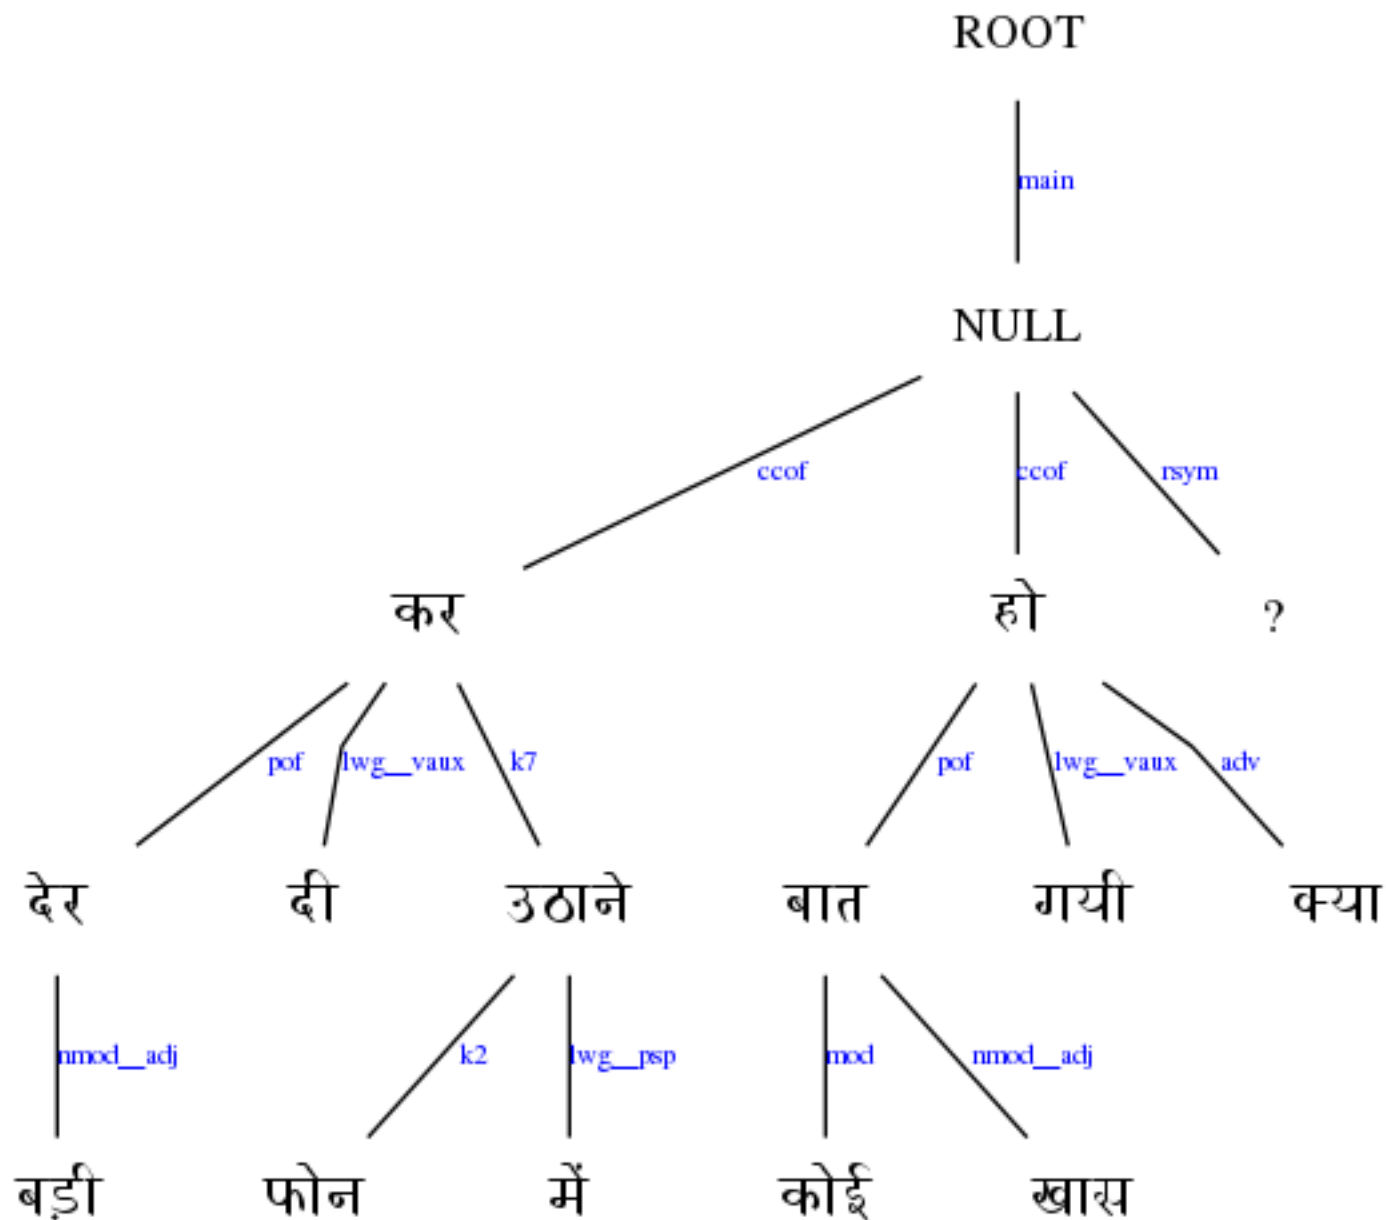 ROOT
main
NULL
ccof ccof rsym
कर हो ?
pof lwg__vaux k7 pof lwg__vaux adv
देर दी उठाने बात गयी क्या
nmod__adj k2 lwg__psp mod nmod__adj
बड़ी फोन में कोई खास